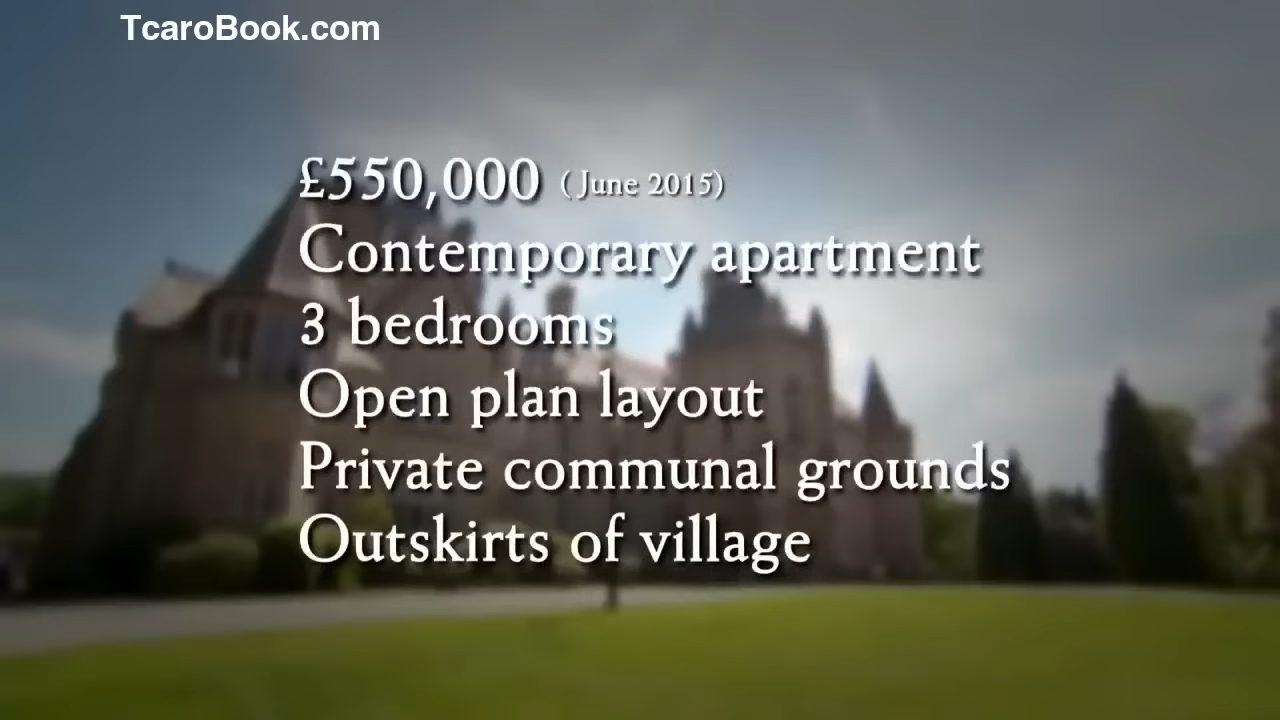 TcaroBook.com
£550,000 (June 2015)
Contemporary apartment
3 bedrooms
Open plan layout
Private communal grounds
Outskirts of village